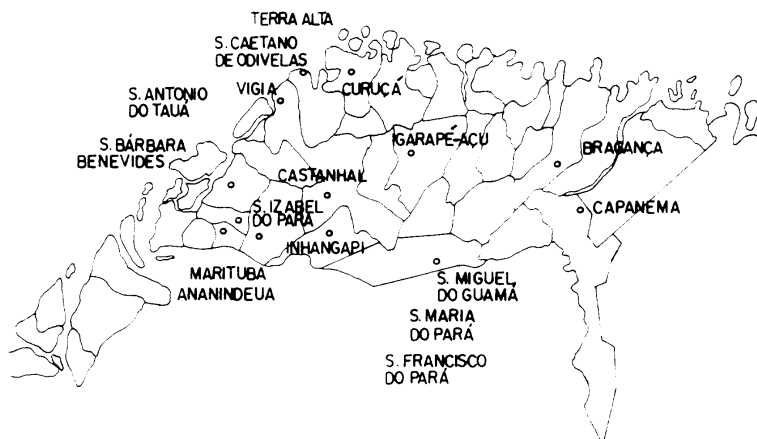 TERRA ALTA
S. CAETANO
DE ODIVELAS
VIGIA
CURUÇÁ
S. ANTONIO
DO TAUÁ
S. BÁRBARA
BENEVIDES
IGARAPÉ-AÇU
BRAGANÇA
CASTANHAL
S. IZABEL
DO PARÁ
CAPANEMA
INHANGAPI
MARITUBA
ANANINDEUA
S. MIGUEL
DO GUAMÁ
S. MARIA
DO PARÁ
S. FRANCISCO
DO PARÁ